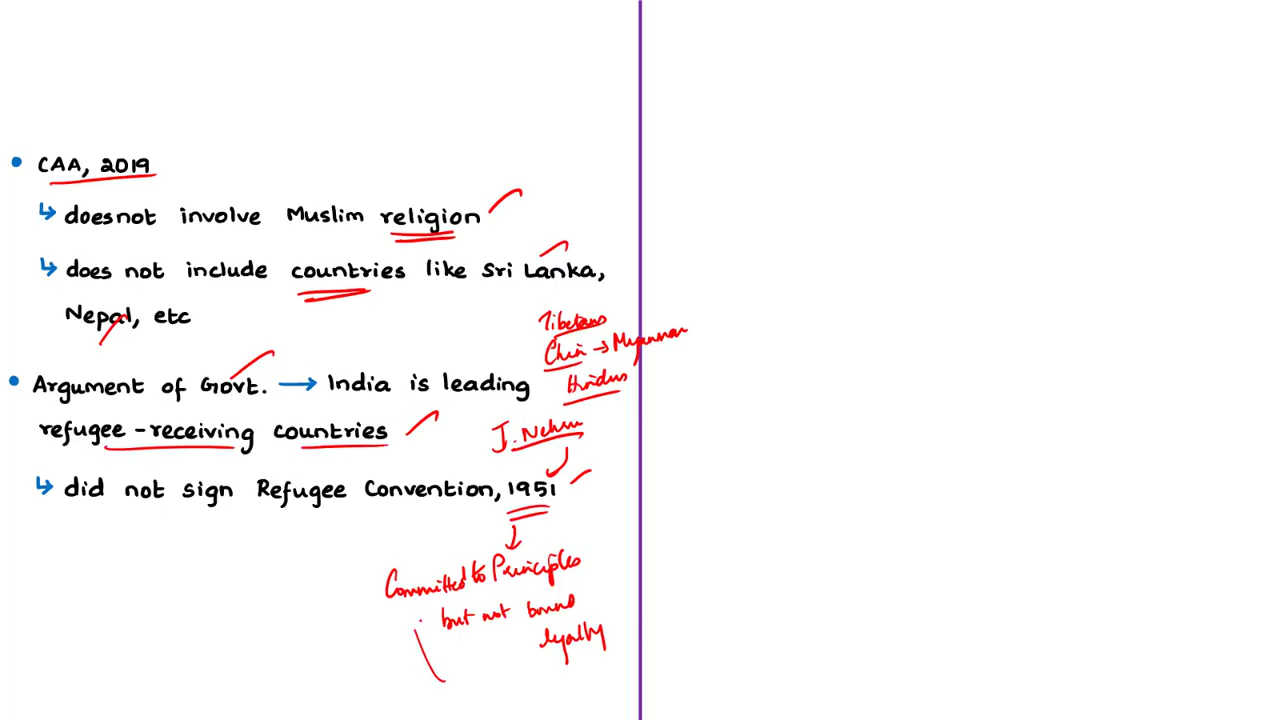 CAA, 2019
↳ doesnot involve Muslim religion
↳ does not include countries like Sri Lanka,
Nepal, etc
Tibetans
Chin → Myanmar
Hindus
Argument of Govt. → India is leading
refugee-receiving countries
J. Nehru
↳ did not sign Refugee Convention, 1951
Committed to Principles
but not bound